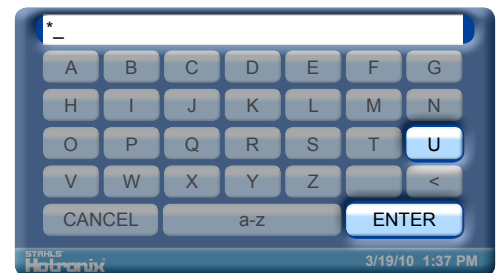 *_
A B C D E F G
H I J K L M N
O P Q R S T U
V W X Y Z <
CANCEL a-z ENTER
STAHLS'
Hotronix 3/19/10 1:37 PM